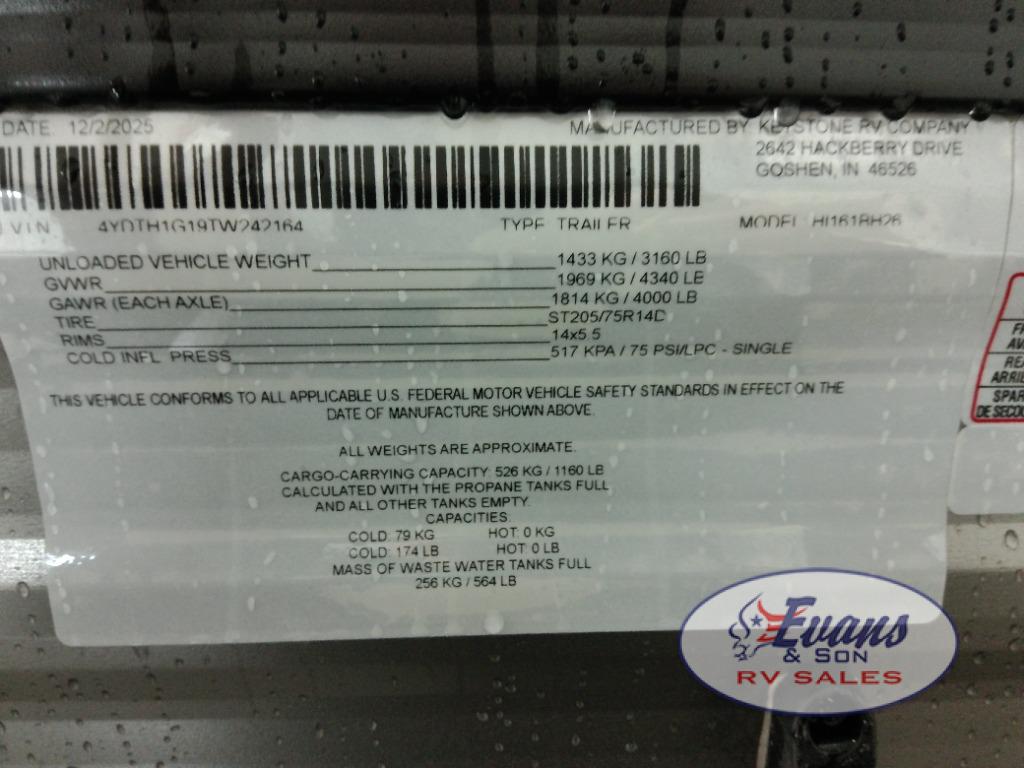 DATE. 12/2/2025
MANUFACTURED BY KEYSTONE RV COMPANY
2642 HACKBERRY DRIVE
GOSHEN, IN 46526
VIN 4YDTH1G19TW242164 TYPE TRAILER MODEL HI161BH26
UNLOADED VEHICLE WEIGHT 1433 KG / 3160 LB
GVWR 1969 KG / 4340 LB
GAWR (EACH AXLE) 1814 KG / 4000 LB
TIRE ST205/75R14D
RIMS 14x5.5
COLD INFL. PRESS 517 KPA / 75 PSI/LPC - SINGLE
THIS VEHICLE CONFORMS TO ALL APPLICABLE U.S. FEDERAL MOTOR VEHICLE SAFETY STANDARDS IN EFFECT ON THE
DATE OF MANUFACTURE SHOWN ABOVE.
ALL WEIGHTS ARE APPROXIMATE.
CARGO-CARRYING CAPACITY: 526 KG / 1160 LB
CALCULATED WITH THE PROPANE TANKS FULL
AND ALL OTHER TANKS EMPTY.
CAPACITIES:
COLD: 79 KG HOT: 0 KG
COLD: 174 LB HOT: 0 LB
MASS OF WASTE WATER TANKS FULL
256 KG / 564 LB
DE SECO
Evans
& SON
RV SALES